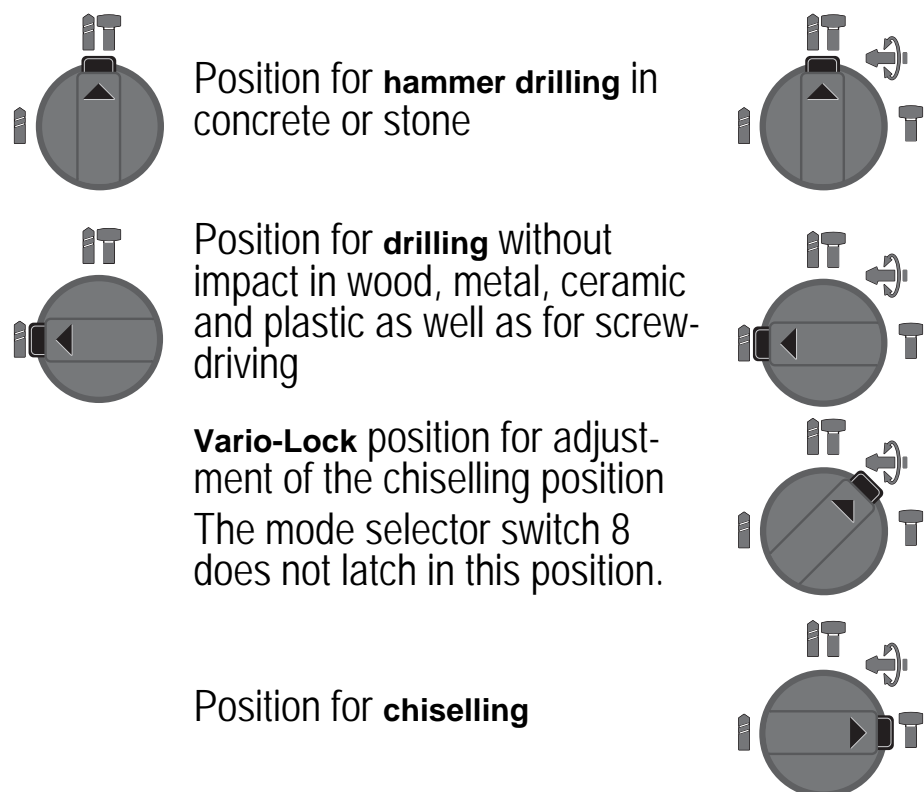 Position for hammer drilling in
concrete or stone
Position for drilling without
impact in wood, metal, ceramic
and plastic as well as for screw-
driving
Vario-Lock position for adjust-
ment of the chiselling position
The mode selector switch 8
does not latch in this position.
Position for chiselling